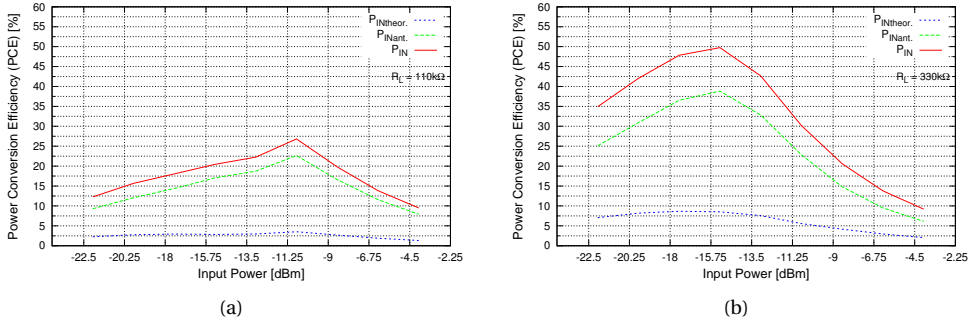 (a)
P_INtheor.
P_INant.
P_IN
R_L = 110kΩ
Power Conversion Efficiency (PCE) [%]
60
55
50
45
40
35
30
25
20
15
10
5
0
-22.5 -20.25 -18 -15.75 -13.5 -11.25 -9 -6.75 -4.5 -2.25
Input Power [dBm]
(a)
(b)
P_INtheor.
P_INant.
P_IN
R_L = 330kΩ
Power Conversion Efficiency (PCE) [%]
60
55
50
45
40
35
30
25
20
15
10
5
0
-22.5 -20.25 -18 -15.75 -13.5 -11.25 -9 -6.75 -4.5 -2.25
Input Power [dBm]
(b)